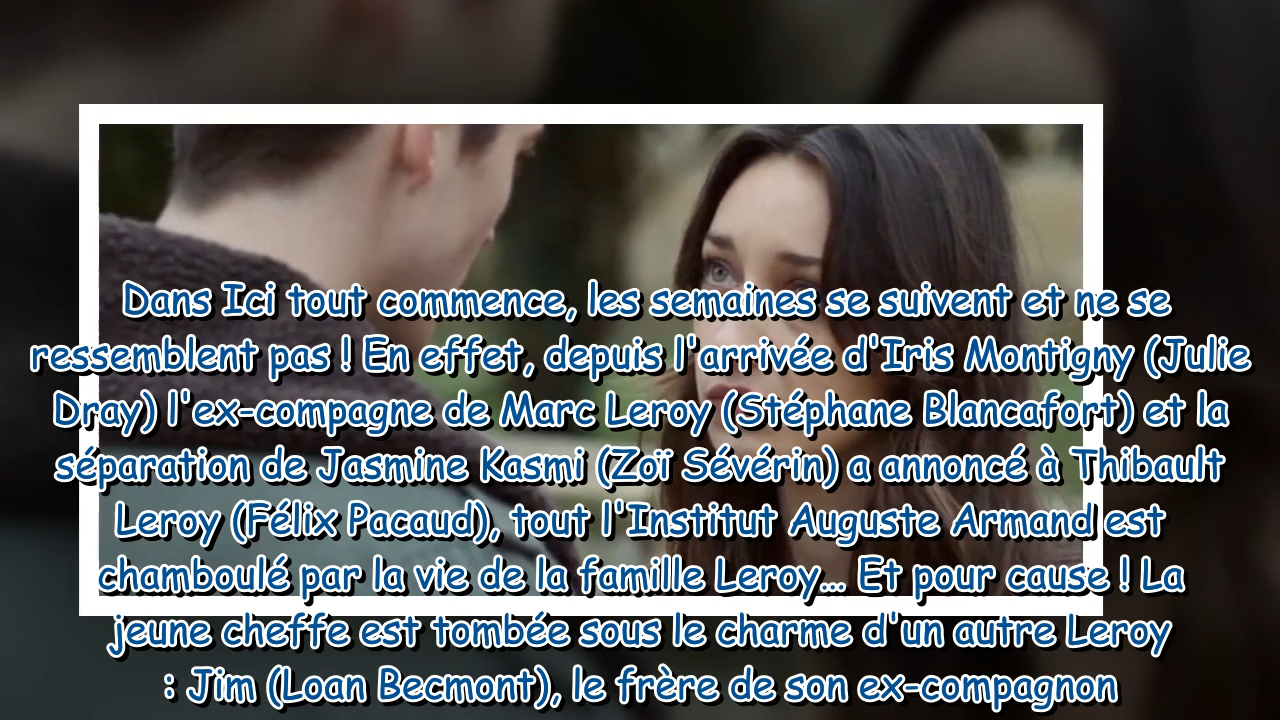 Dans Ici tout commence, les semaines se suivent et ne se
ressemblent pas ! En effet, depuis l'arrivée d'Iris Montigny (Julie
Dray) l'ex-compagne de Marc Leroy (Stéphane Blancafort) et la
séparation de Jasmine Kasmi (Zoï Sévérin) a annoncé à Thibault
Leroy (Félix Pacaud), tout l'Institut Auguste Armand est
chamboulé par la vie de la famille Leroy... Et pour cause ! La
jeune cheffe est tombée sous le charme d'un autre Leroy
: Jim (Loan Becmont), le frère de son ex-compagnon